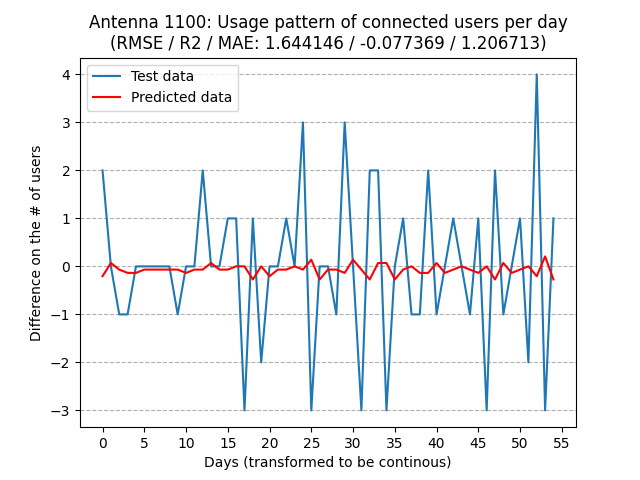 Antenna 1100: Usage pattern of connected users per day
(RMSE / R2 / MAE: 1.644146 / -0.077369 / 1.206713)
Test data
Predicted data
Difference on the # of users
4
3
2
1
0
−1
−2
−3
0 5 10 15 20 25 30 35 40 45 50 55
Days (transformed to be continous)